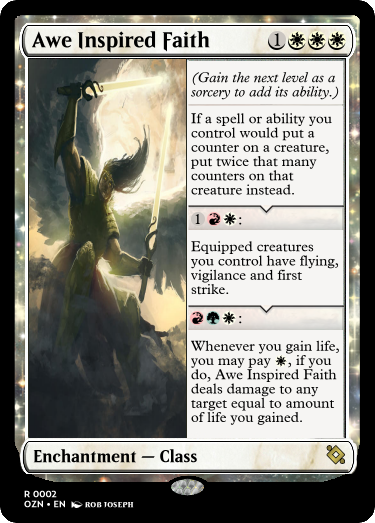 Awe Inspired Faith 1
(Gain the next level as a
sorcery to add its ability.)
If a spell or ability you
control would put a
counter on a creature,
put twice that many
counters on that
creature instead.
1 :
Equipped creatures
you control have flying,
vigilance and first
strike.
:
Whenever you gain life,
you may pay , if you
do, Awe Inspired Faith
deals damage to any
target equal to amount
of life you gained.
Enchantment — Class
R 0002
OZN • EN ROB JOSEPH